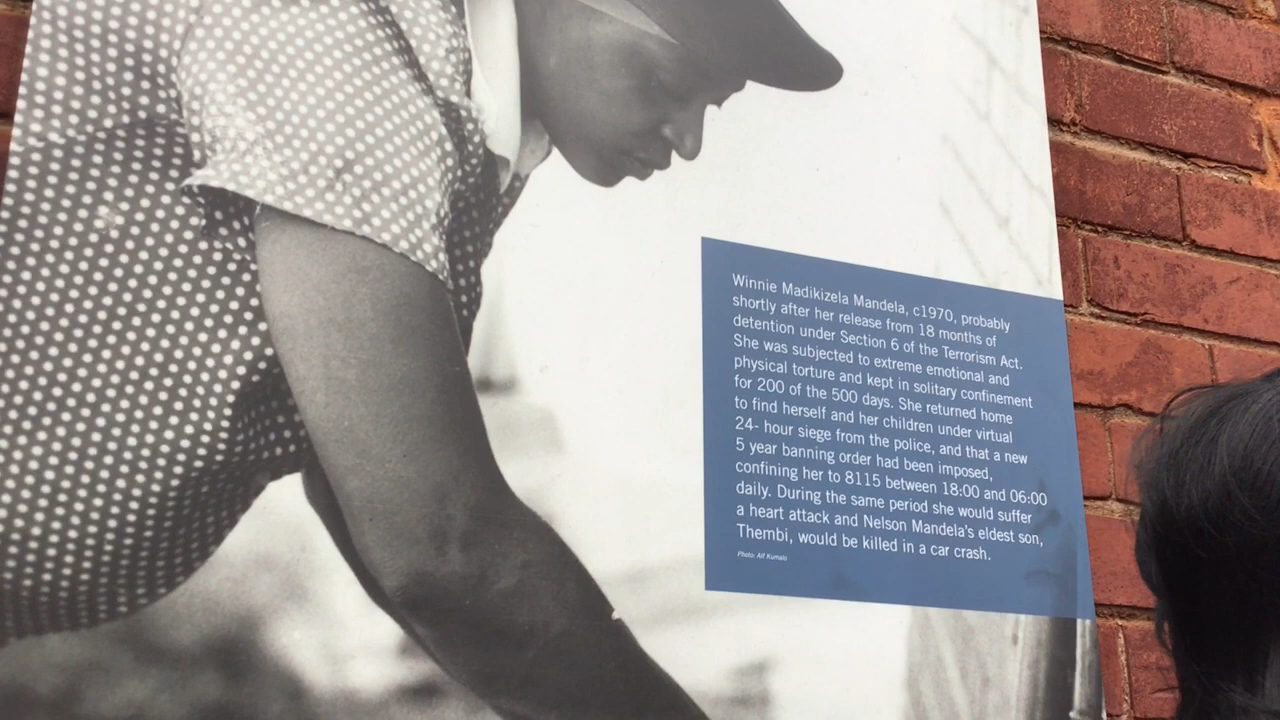 Winnie Madikizela Mandela, c1970, probably
shortly after her release from 18 months of
detention under Section 6 of the Terrorism Act.
She was subjected to extreme emotional and
physical torture and kept in solitary confinement
for 200 of the 500 days. She returned home
to find herself and her children under virtual
24- hour siege from the police, and that a new
5 year banning order had been imposed,
confining her to 8115 between 18:00 and 06:00
daily. During the same period she would suffer
a heart attack and Nelson Mandela's eldest son,
Thembi, would be killed in a car crash.
Photo: Alf Kumalo